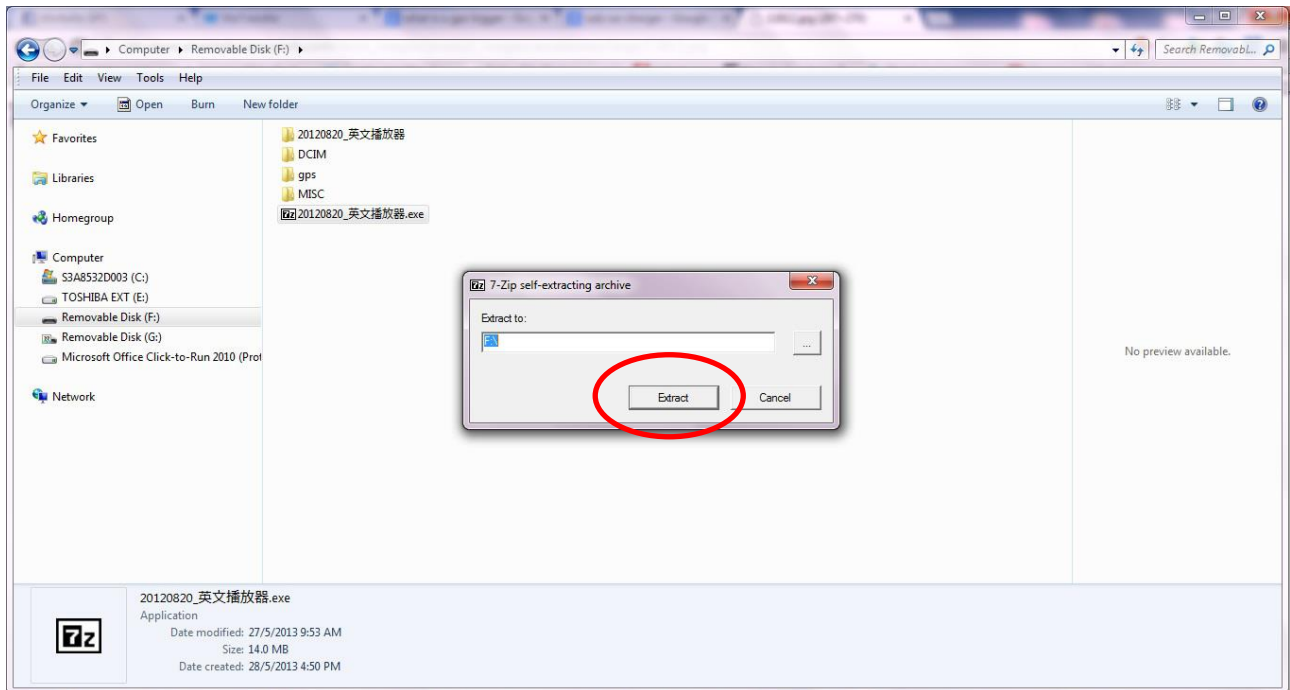 Computer ▸ Removable Disk (F:) ▸
Search Removabl...
File Edit View Tools Help
Organize Open Burn New folder
Favorites
Libraries
Homegroup
Computer
S3A8532D003 (C:)
TOSHIBA EXT (E:)
Removable Disk (F:)
Removable Disk (G:)
Microsoft Office Click-to-Run 2010 (Prot
Network
20120820_英文播放器
DCIM
gps
MISC
20120820_英文播放器.exe
7-Zip self-extracting archive
Extract to:
F:\
...
Extract Cancel
No preview available.
7z
20120820_英文播放器.exe
Application
Date modified: 27/5/2013 9:53 AM
Size: 14.0 MB
Date created: 28/5/2013 4:50 PM